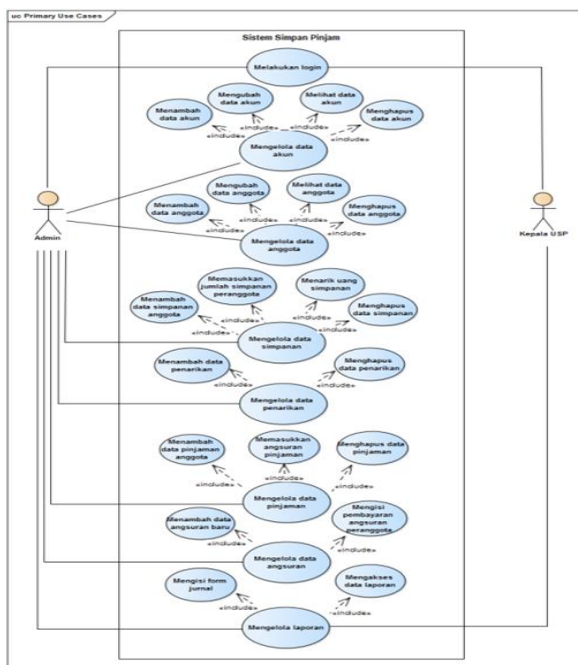 uc Primary Use Cases
Sistem Simpan Pinjam
Melakukan login
Mengubah
data akun
Melihat data
akun
Menambah
data akun
Menghapus
data akun
«include»
«include»
«include»
«include»
Mengelola data
akun
Mengubah
data anggota
Melihat data
anggota
Menambah
data anggota
Menghapus
data anggota
«include»
«include»
«include»
«include»
Mengelola data
anggota
Admin
Kepala USP
Memasukkan
jumlah simpanan
peranggota
Menarik uang
simpanan
Menambah
data simpanan
anggota
Menghapus
data simpanan
«include»
«include»
«include»
«include»
Mengelola data
simpanan
Menambah data
penarikan
Menghapus
data penarikan
«include»
«include»
Mengelola data
penarikan
Menambah
data pinjaman
anggota
Memasukkan
angsuran
pinjaman
Menghapus data
pinjaman
«include»
«include»
«include»
Mengelola data
pinjaman
Menambah data
angsuran baru
Mengisi
pembayaran
angsuran
peranggota
«include»
«include»
Mengelola data
angsuran
Mengisi form
jurnal
Mengakses
data laporan
«include»
«include»
Mengelola laporan